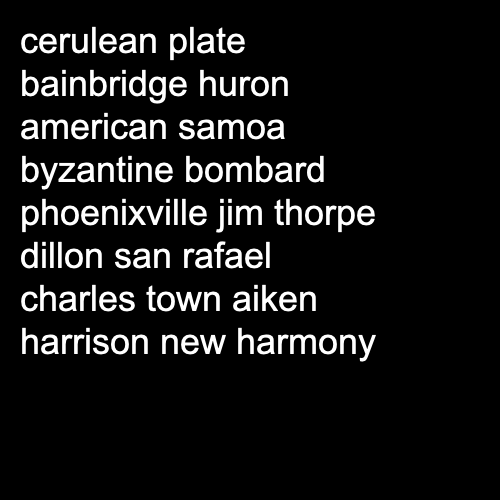 cerulean plate
bainbridge huron
american samoa
byzantine bombard
phoenixville jim thorpe
dillon san rafael
charles town aiken
harrison new harmony